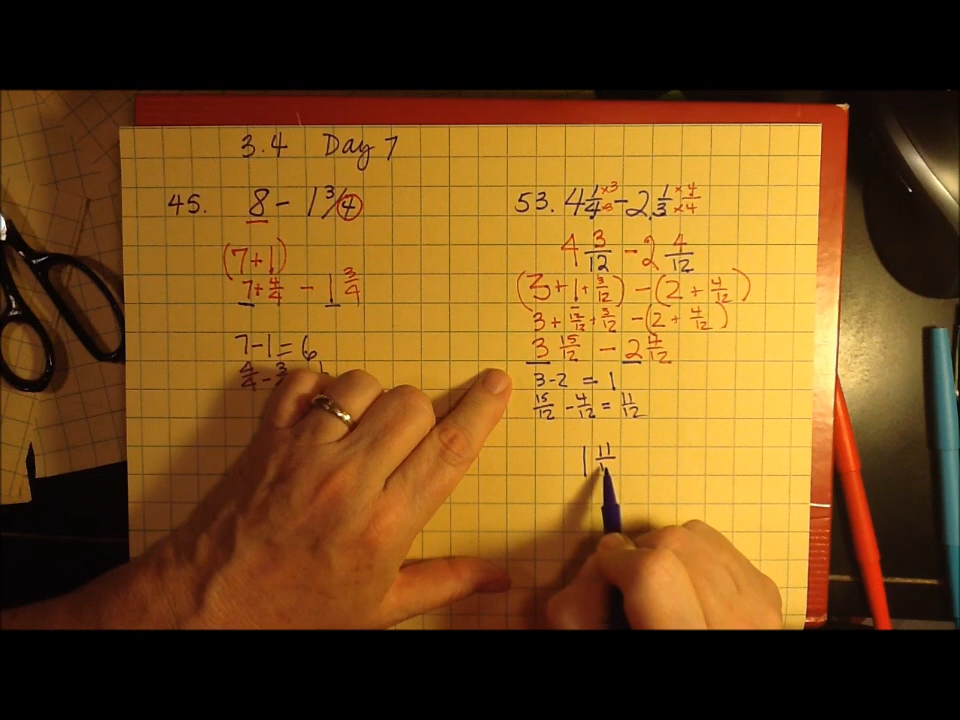 3.4 Day 7
45. 8 - 1 3/4
(7+1)
7 + 4/4 - 1 3/4
7-1 = 6
4/4 - 3/
53. 4 1/4 ×3 ×3 - 2 1/3 ×4 ×4
4 3/12 - 2 4/12
(3 + 1 + 3/12) - (2 + 4/12)
3 + 12/12 + 3/12 - (2 + 4/12)
3 15/12 - 2 4/12
3-2 = 1
15/12 - 4/12 = 11/12
1 11/